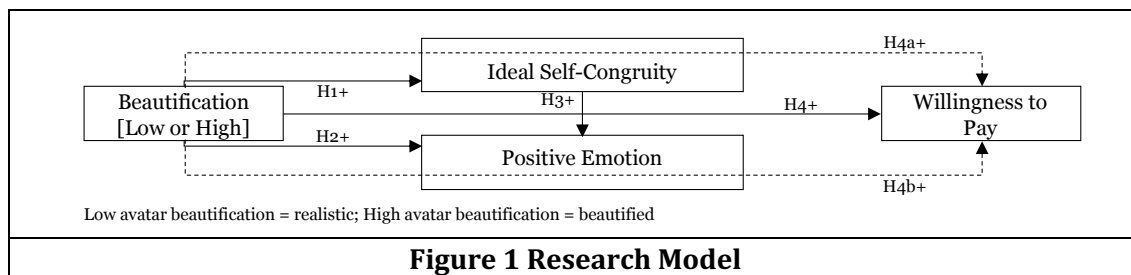 H4a+
Ideal Self-Congruity
H1+
Beautification
[Low or High]
H3+
H4+
Willingness to
Pay
H2+
Positive Emotion
H4b+
Low avatar beautification = realistic; High avatar beautification = beautified
Figure 1 Research Model